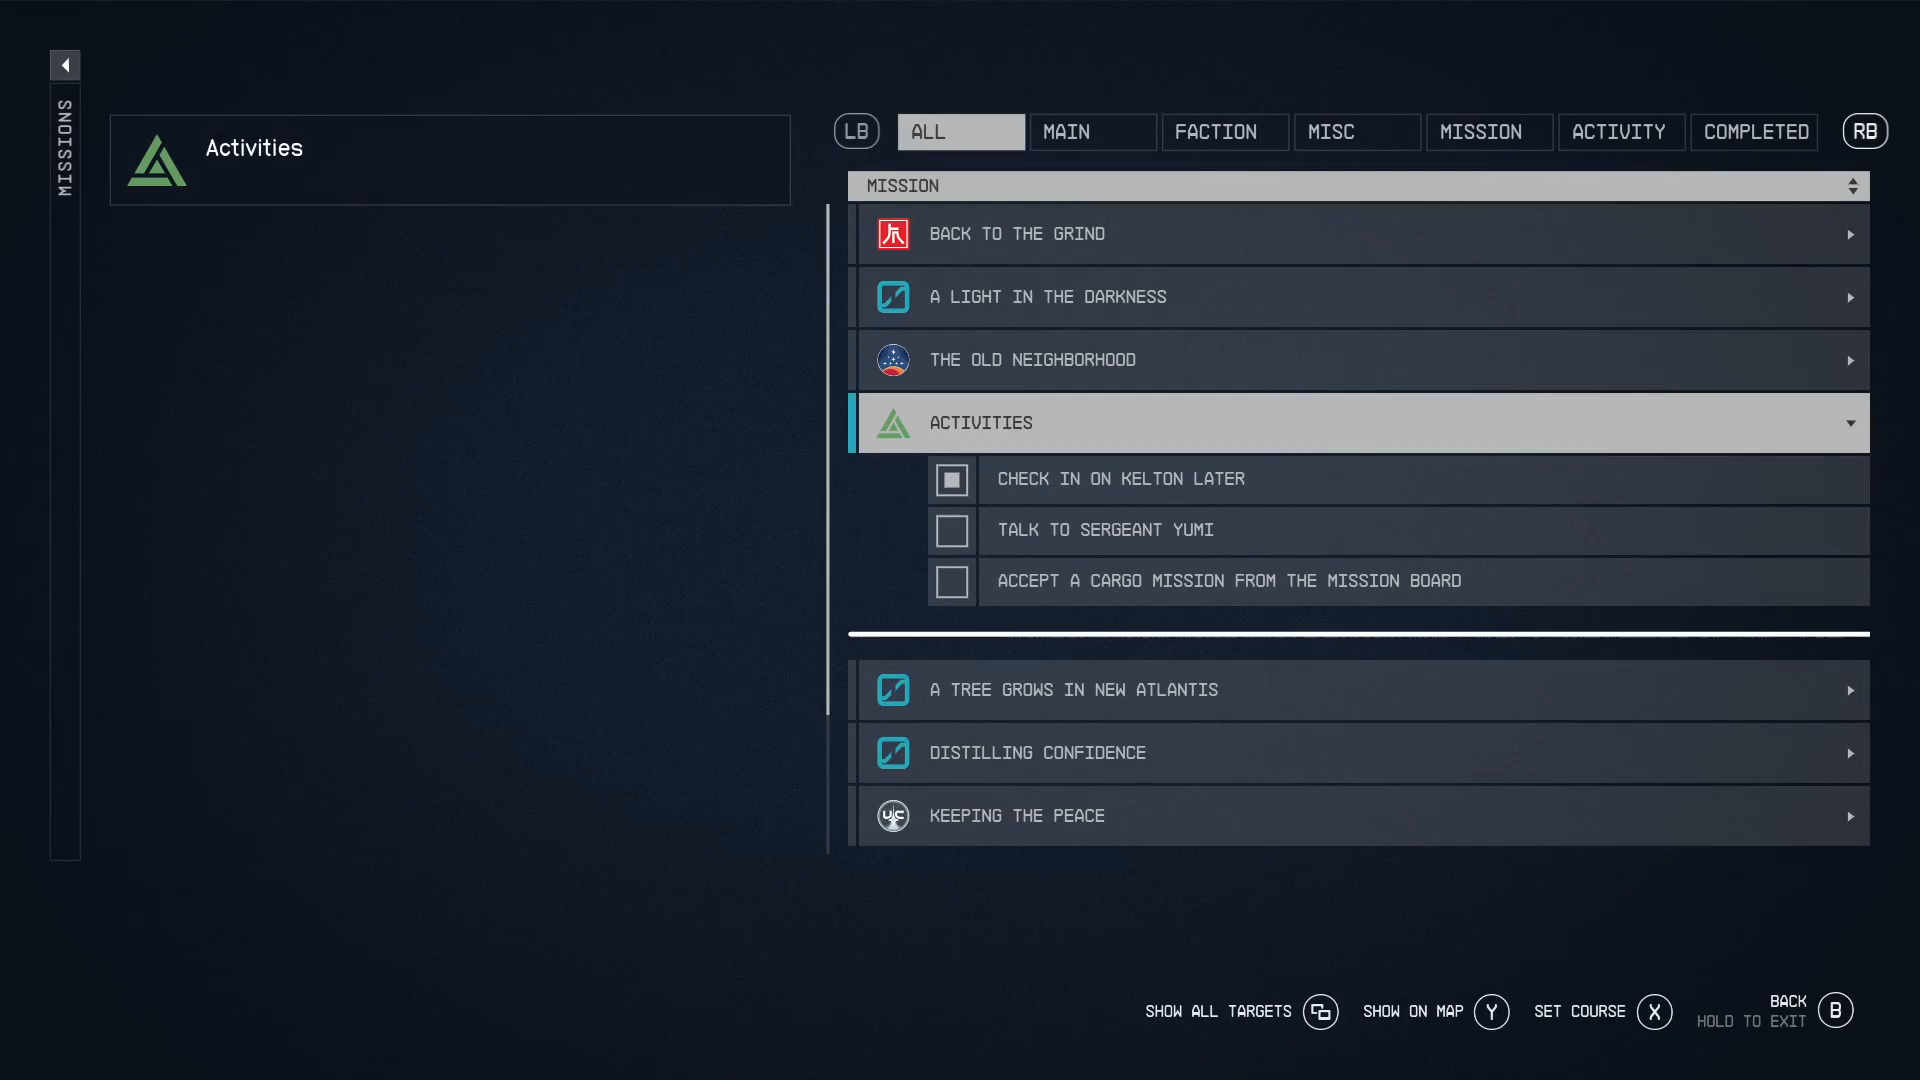 MISSIONS
Activities
LB
ALL
MAIN
FACTION
MISC
MISSION
ACTIVITY
COMPLETED
RB
MISSION
BACK TO THE GRIND
A LIGHT IN THE DARKNESS
THE OLD NEIGHBORHOOD
ACTIVITIES
CHECK IN ON KELTON LATER
TALK TO SERGEANT YUMI
ACCEPT A CARGO MISSION FROM THE MISSION BOARD
A TREE GROWS IN NEW ATLANTIS
DISTILLING CONFIDENCE
UC
KEEPING THE PEACE
SHOW ALL TARGETS
SHOW ON MAP
Y
SET COURSE
X
BACK
HOLD TO EXIT
B